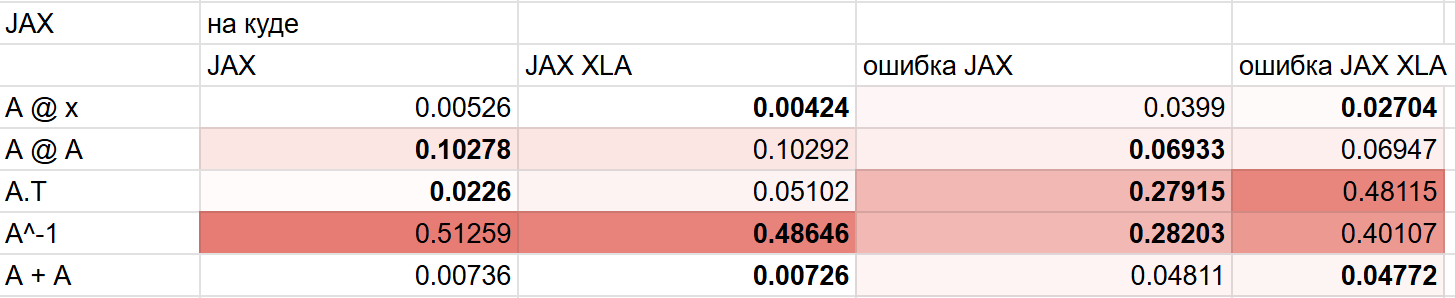 JAX на куде
JAX JAX XLA ошибка JAX ошибка JAX XLA
A @ x 0.00526 0.00424 0.0399 0.02704
A @ A 0.10278 0.10292 0.06933 0.06947
A.T 0.0226 0.05102 0.27915 0.48115
A^-1 0.51259 0.48646 0.28203 0.40107
A + A 0.00736 0.00726 0.04811 0.04772